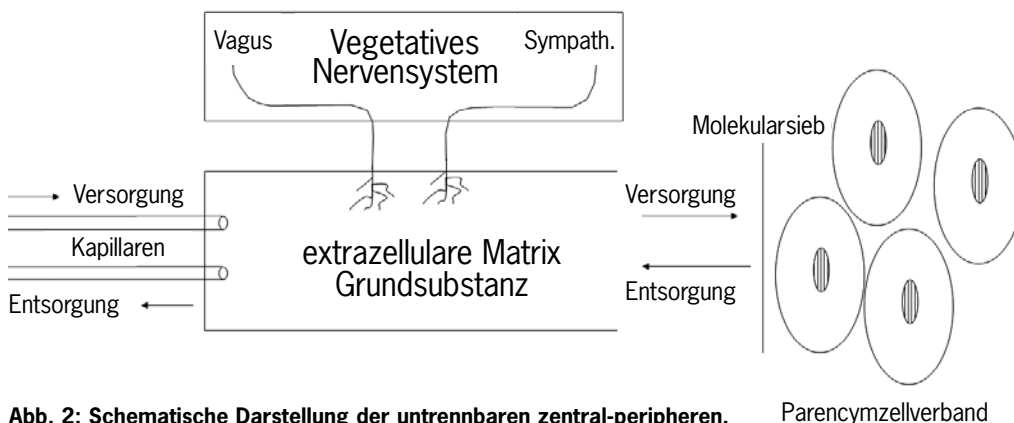 Vagus
Vegetatives
Nervensystem
Sympath.
Molekularsieb
Versorgung
Kapillaren
Entsorgung
extrazellulare Matrix
Grundsubstanz
Versorgung
Entsorgung
Parencymzellverband
Abb. 2: Schematische Darstellung der untrennbaren zentral-peripheren,